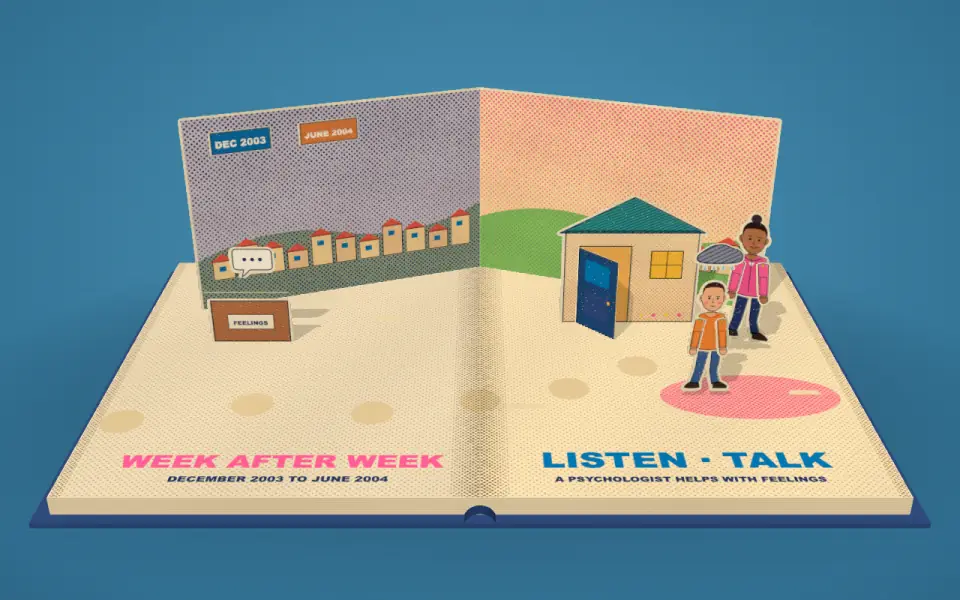 DEC 2003
JUNE 2004
...
FEELINGS
WEEK AFTER WEEK
DECEMBER 2003 TO JUNE 2004
LISTEN · TALK
A PSYCHOLOGIST HELPS WITH FEELINGS